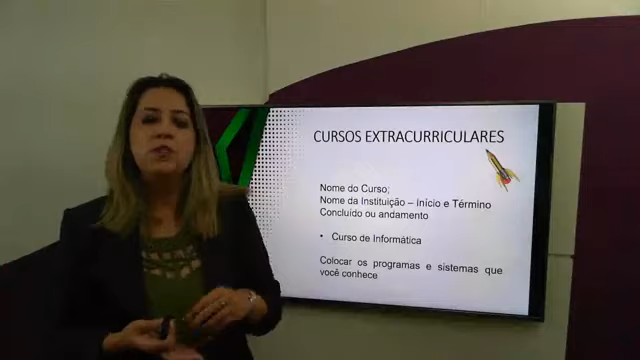 CURSOS EXTRACURRICULARES
Nome do Curso;
Nome da Instituição – Início e Término
Concluído ou andamento
• Curso de Informática
Colocar os programas e sistemas que
você conhece